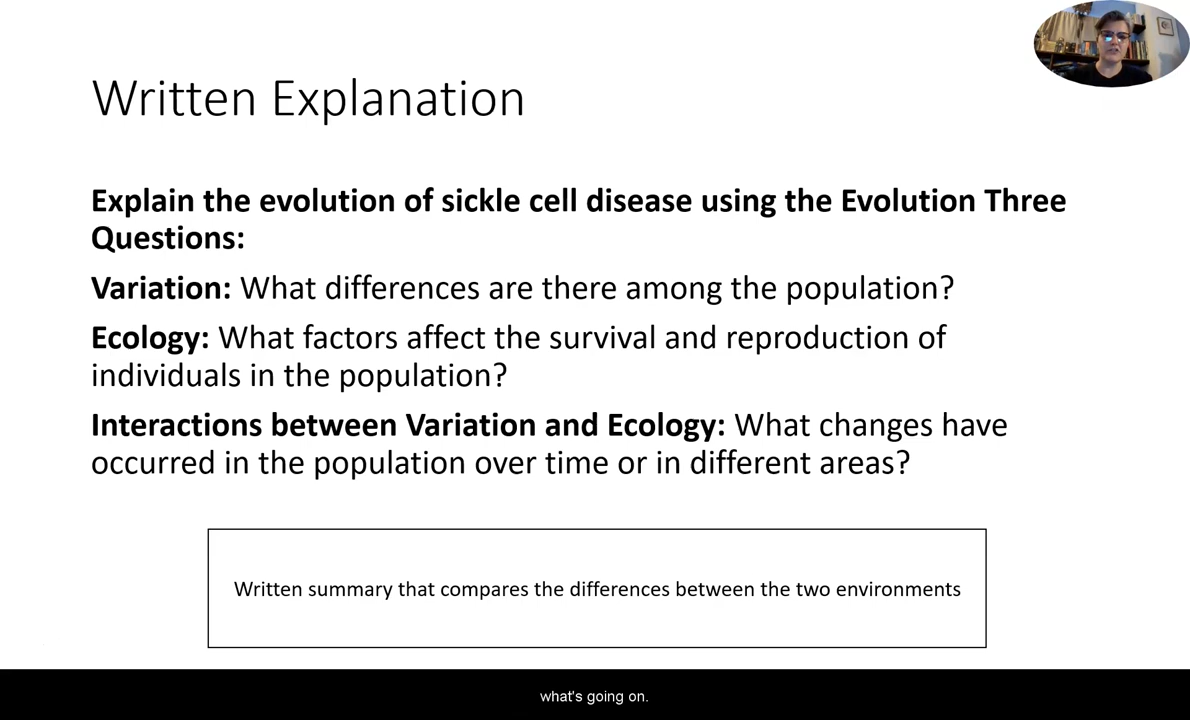 Written Explanation
Explain the evolution of sickle cell disease using the Evolution Three
Questions:
Variation: What differences are there among the population?
Ecology: What factors affect the survival and reproduction of
individuals in the population?
Interactions between Variation and Ecology: What changes have
occurred in the population over time or in different areas?
Written summary that compares the differences between the two environments
what's going on.